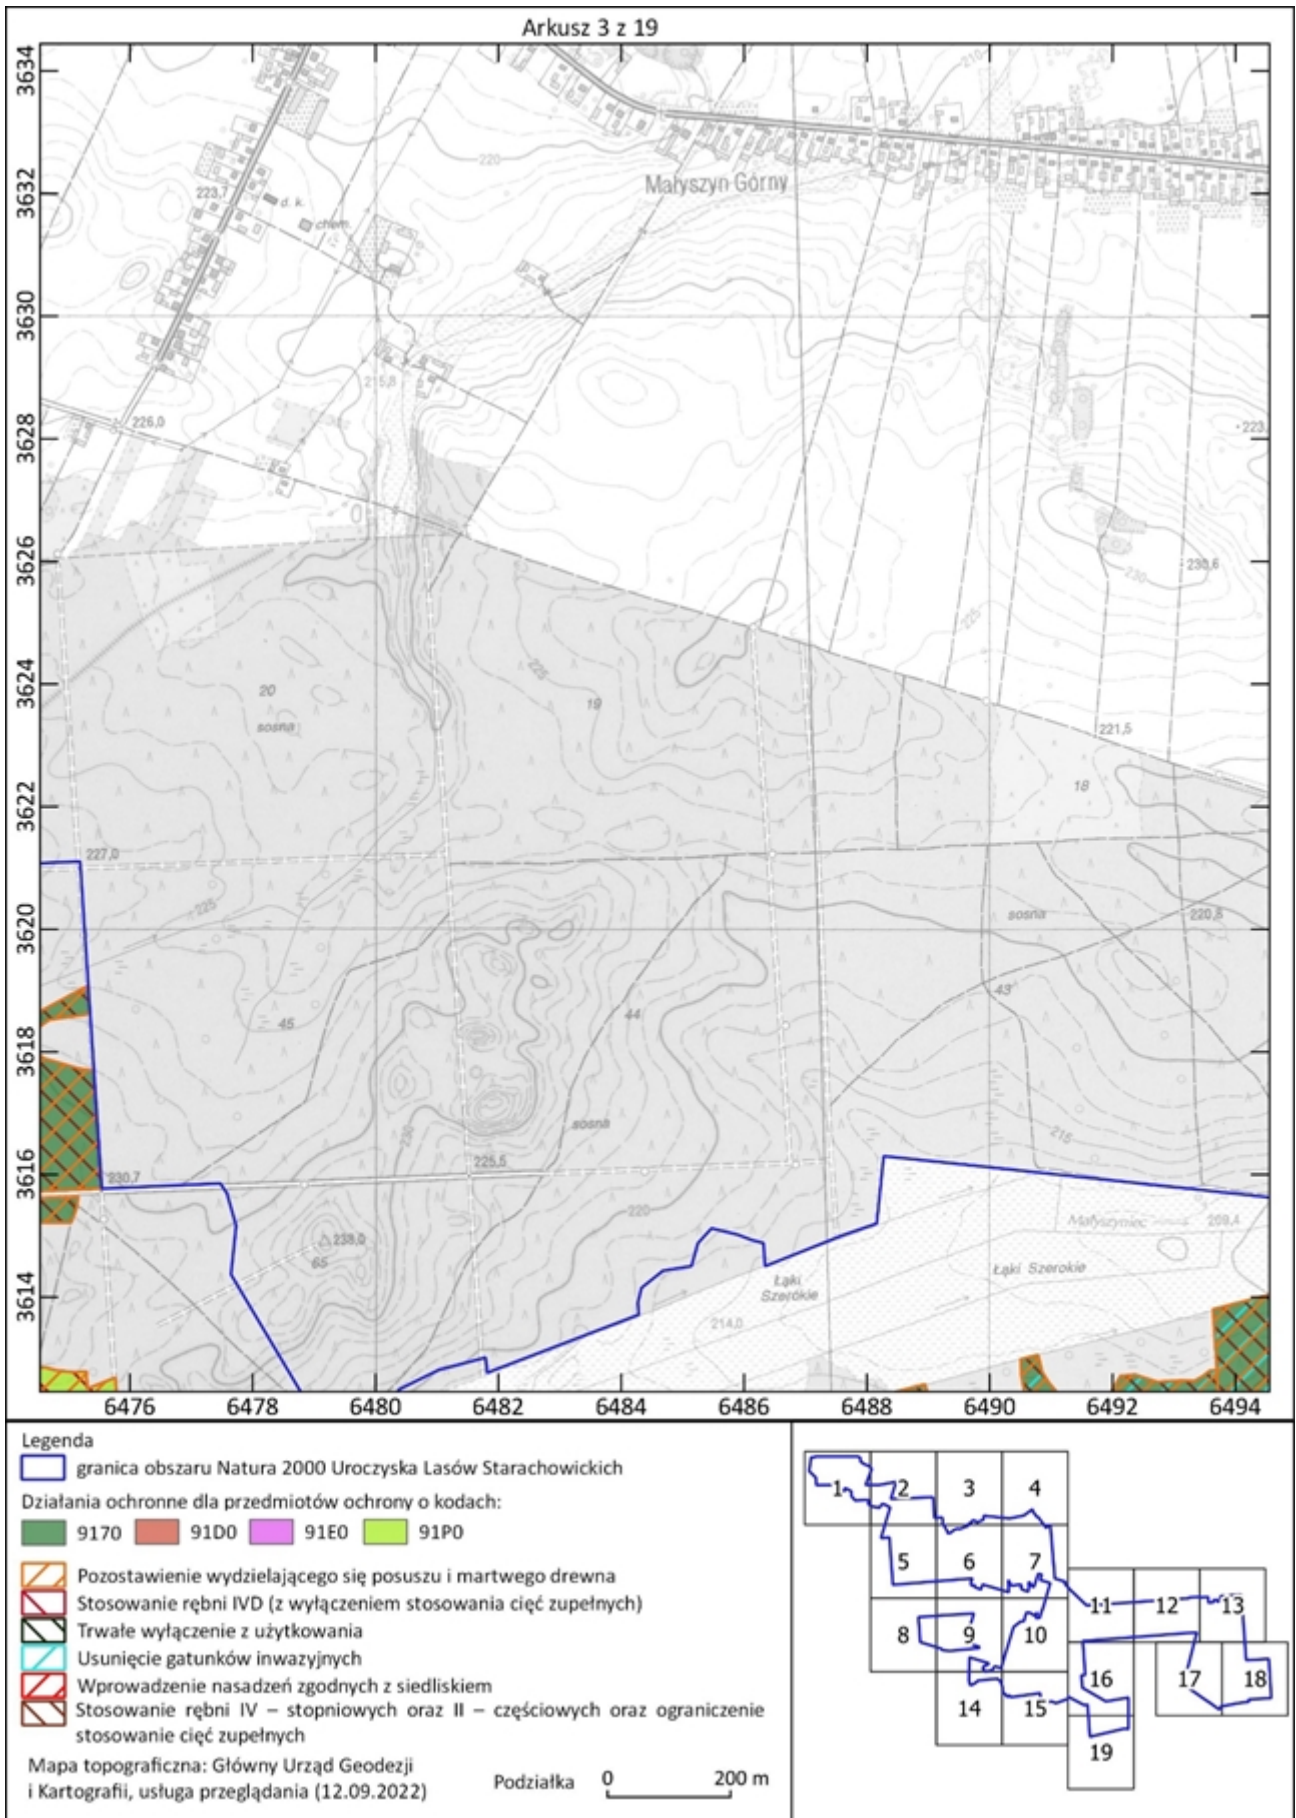 Arkusz 3 z 19
3634
3632
3630
3628
3626
3624
3622
3620
3618
3616
3614
220
210
Małyszyn Górny
223,7
d. k.
chem.
215,8
226,0
223,
230
230,6
225
225
20
sosna
19
221,5
18
227,0
225
sosna
220,8
45
44
43
230
sosna
215
230,7
225,5
220
238,0
65
Małyszyniec
209,4
Łąki Szerokie
Łąki
Szerokie
214,0
6476 6478 6480 6482 6484 6486 6488 6490 6492 6494
Legenda
granica obszaru Natura 2000 Uroczyska Lasów Starachowickich
Działania ochronne dla przedmiotów ochrony o kodach:
9170 91D0 91E0 91P0
Pozostawienie wydzielającego się posuszu i martwego drewna
Stosowanie rębni IVD (z wyłączeniem stosowania cięć zupełnych)
Trwałe wyłączenie z użytkowania
Usunięcie gatunków inwazyjnych
Wprowadzenie nasadzeń zgodnych z siedliskiem
Stosowanie rębni IV – stopniowych oraz II – częściowych oraz ograniczenie
stosowanie cięć zupełnych
Mapa topograficzna: Główny Urząd Geodezji
i Kartografii, usługa przeglądania (12.09.2022)
Podziałka 0 200 m
1 2 3 4
5 6 7
11 12 13
8 9 10
16 17 18
14 15
19